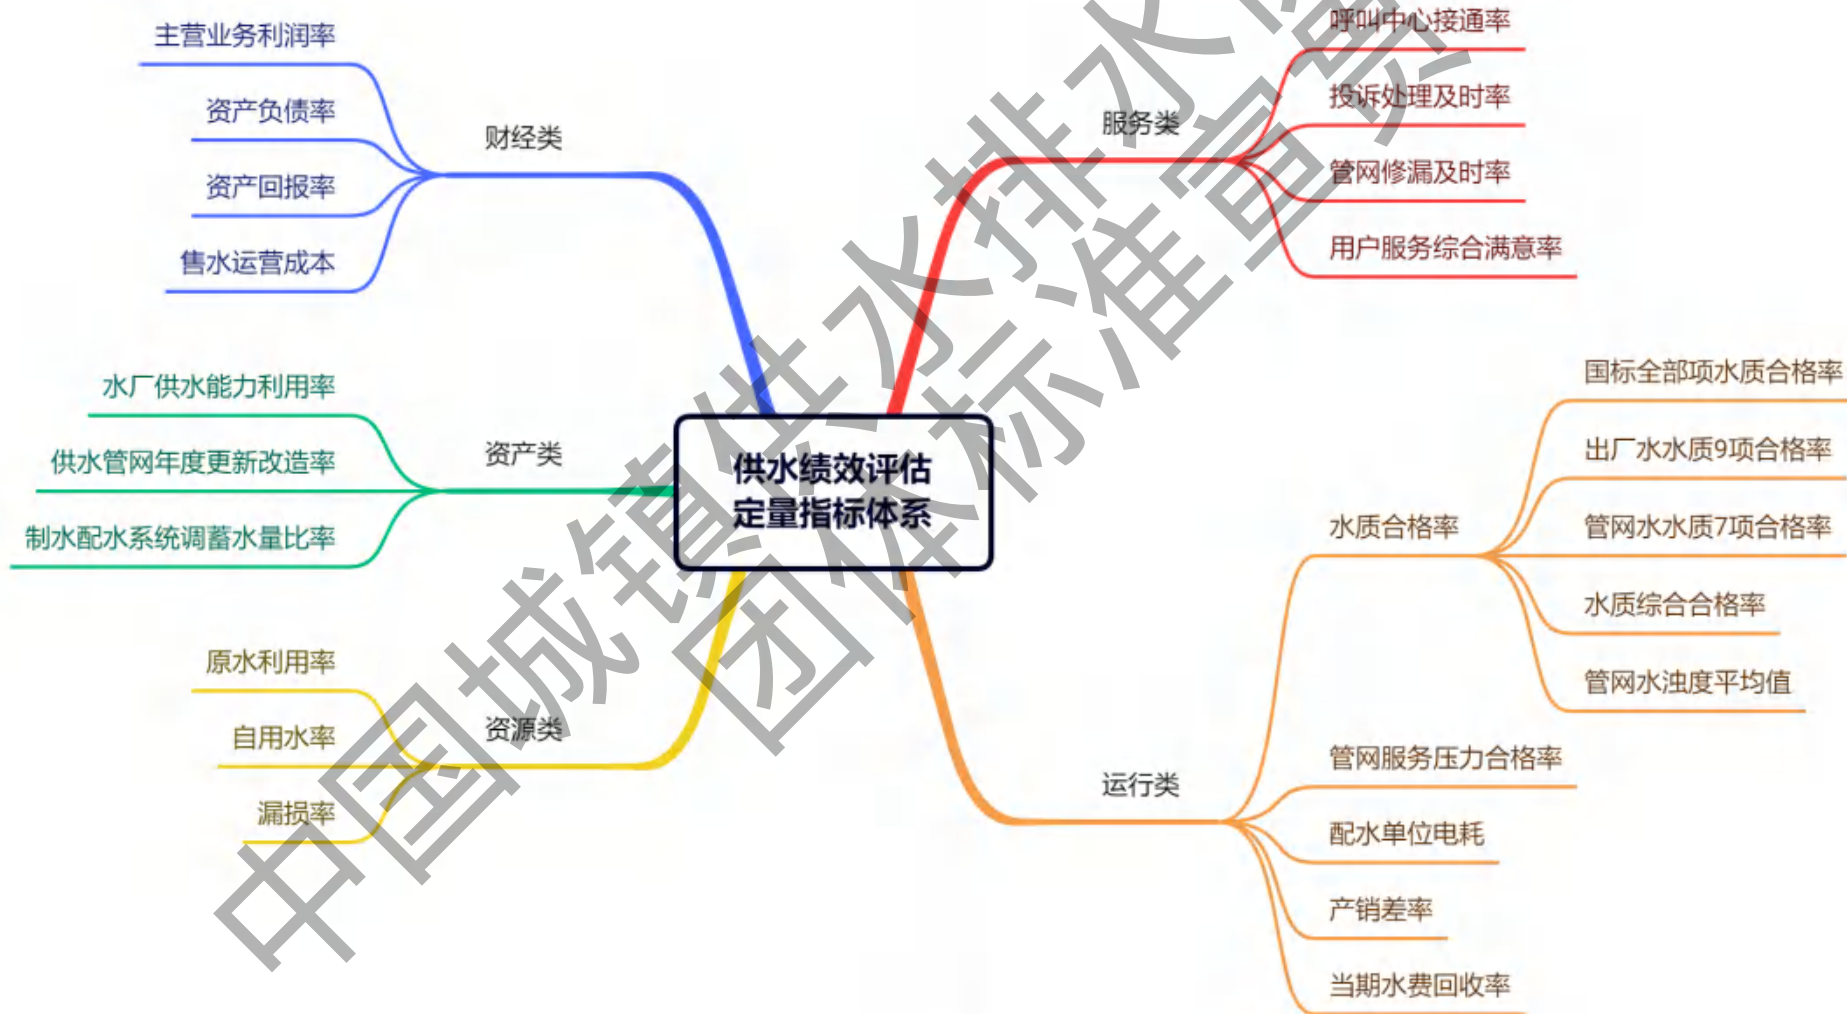 供水绩效评估
定量指标体系
财经类
主营业务利润率
资产负债率
资产回报率
售水运营成本
资产类
水厂供水能力利用率
供水管网年度更新改造率
制水配水系统调蓄水量比率
资源类
原水利用率
自用水率
漏损率
服务类
呼叫中心接通率
投诉处理及时率
管网修漏及时率
用户服务综合满意率
运行类
水质合格率
国标全部项水质合格率
出厂水水质9项合格率
管网水水质7项合格率
水质综合合格率
管网水浊度平均值
管网服务压力合格率
配水单位电耗
产销差率
当期水费回收率
中国城镇供水排水
团体标准宣贯